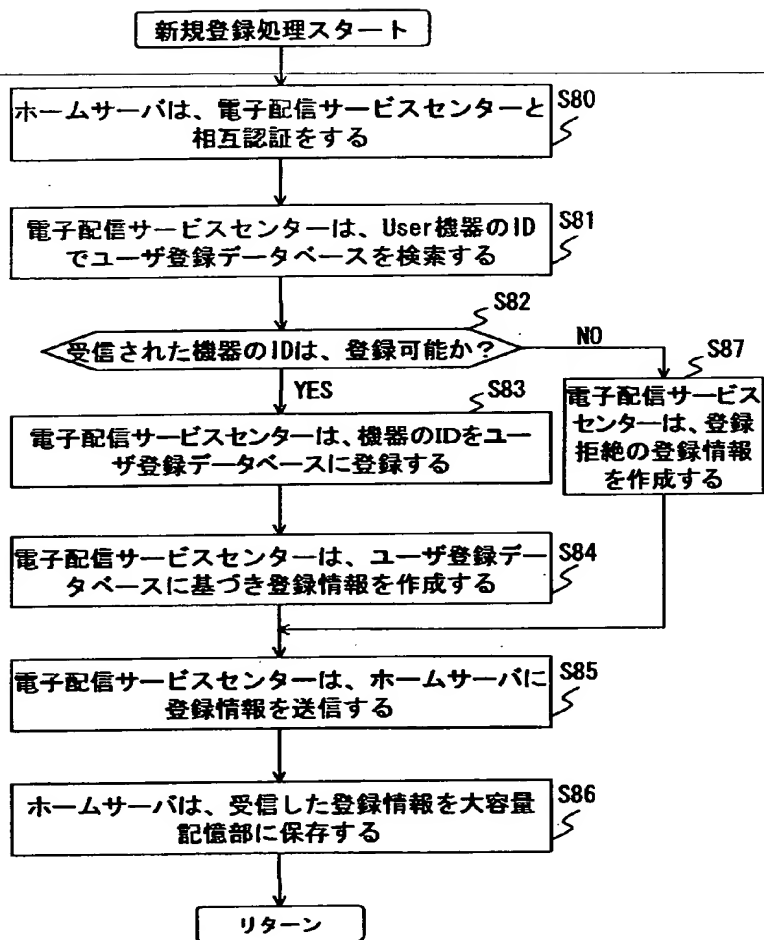 新規登録処理スタート
ホームサーバは、電子配信サービスセンターと
相互認証をする
S80
電子配信サービスセンターは、User機器のID
でユーザ登録データベースを検索する
S81
S82
受信された機器のIDは、登録可能か？
NO
YES
S83
電子配信サービスセンターは、機器のIDをユー
ザ登録データベースに登録する
S87
電子配信サービス
センターは、登録
拒絶の登録情報
を作成する
電子配信サービスセンターは、ユーザ登録デー
タベースに基づき登録情報を作成する
S84
電子配信サービスセンターは、ホームサーバに
登録情報を送信する
S85
ホームサーバは、受信した登録情報を大容量
記憶部に保存する
S86
リターン